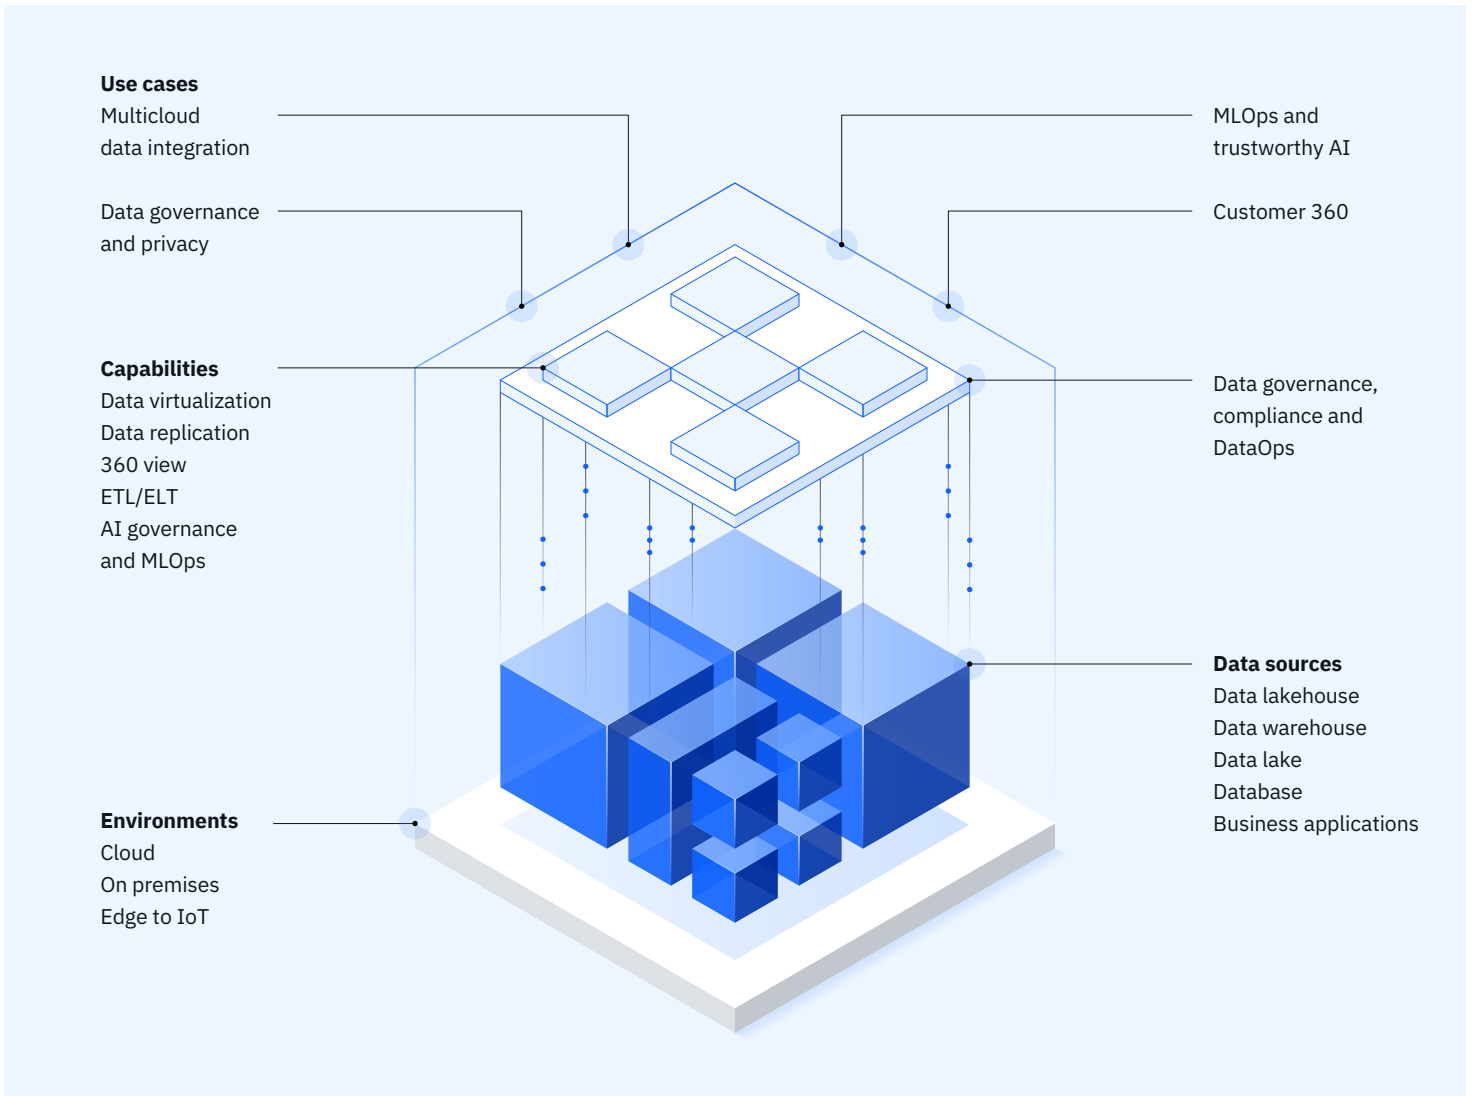 Use cases
Multicloud
data integration
Data governance
and privacy
MLOps and
trustworthy AI
Customer 360
Capabilities
Data virtualization
Data replication
360 view
ETL/ELT
AI governance
and MLOps
Data governance,
compliance and
DataOps
Data sources
Data lakehouse
Data warehouse
Data lake
Database
Business applications
Environments
Cloud
On premises
Edge to IoT